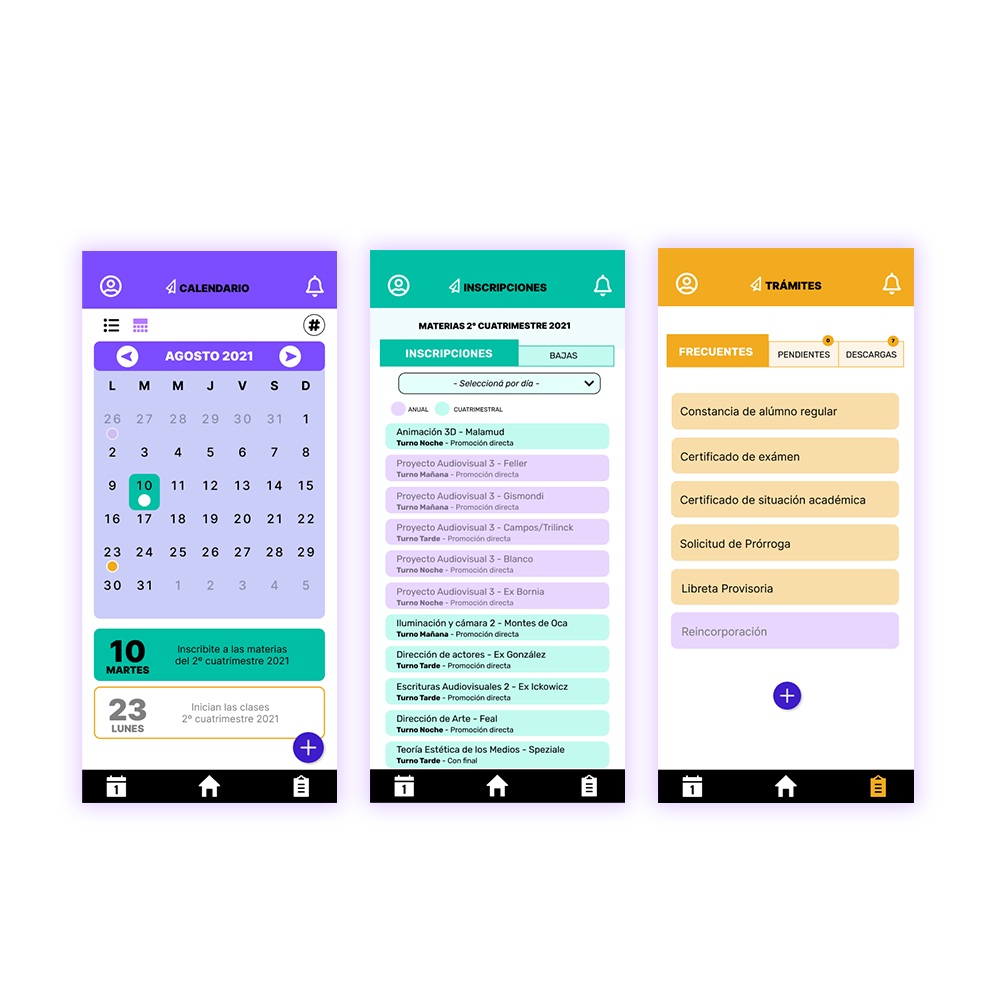 CALENDARIO
#
AGOSTO 2021
L M M J V S D
26 27 28 29 30 31 1
2 3 4 5 6 7 8
9 10 11 12 13 14 15
16 17 18 19 20 21 22
23 24 25 26 27 28 29
30 31 1 2 3 4 5
10
MARTES
Inscribite a las materias
del 2º cuatrimestre 2021
23
LUNES
Inician las clases
2º cuatrimestre 2021
+
1
INSCRIPCIONES
MATERIAS 2º CUATRIMESTRE 2021
INSCRIPCIONES BAJAS
- Seleccioná por día -
ANUAL CUATRIMESTRAL
Animación 3D - Malamud
Turno Noche - Promoción directa
Proyecto Audiovisual 3 - Feller
Turno Mañana - Promoción directa
Proyecto Audiovisual 3 - Gismondi
Turno Mañana - Promoción directa
Proyecto Audiovisual 3 - Campos/Trilinck
Turno Tarde - Promoción directa
Proyecto Audiovisual 3 - Blanco
Turno Noche - Promoción directa
Proyecto Audiovisual 3 - Ex Bornia
Turno Noche - Promoción directa
Iluminación y cámara 2 - Montes de Oca
Turno Mañana - Promoción directa
Dirección de actores - Ex González
Turno Tarde - Promoción directa
Escrituras Audiovisuales 2 - Ex Ickowicz
Turno Tarde - Promoción directa
Dirección de Arte - Feal
Turno Noche - Promoción directa
Teoría Estética de los Medios - Speziale
Turno Tarde - Con final
1
TRÁMITES
FRECUENTES PENDIENTES DESCARGAS
7
Constancia de alúmno regular
Certificado de exámen
Certificado de situación académica
Solicitud de Prórroga
Libreta Provisoria
Reincorporación
+
1